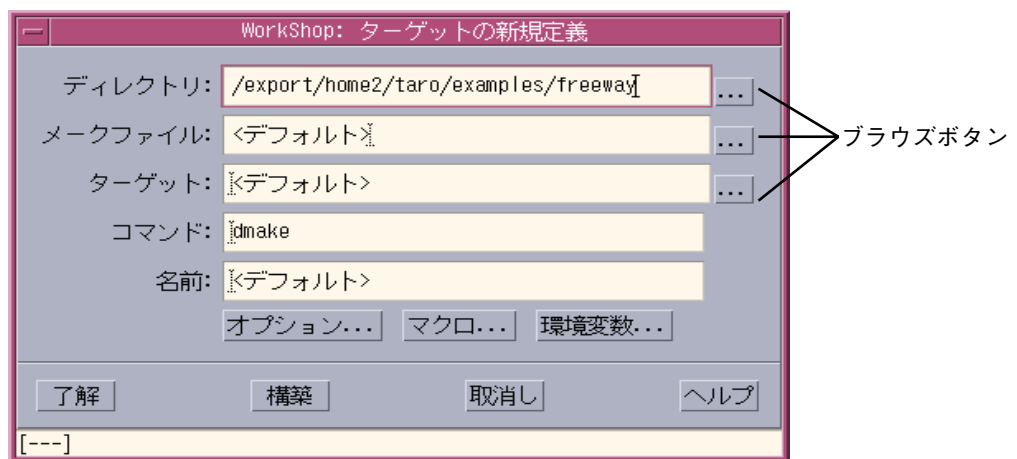 WorkShop: ターゲットの新規定義
ディレクトリ: /export/home2/taro/examples/freeway ...
メークファイル: <デフォルト> ... ブラウズボタン
ターゲット: <デフォルト> ...
コマンド: dmake
名前: <デフォルト>
オプション... マクロ... 環境変数...
了解 構築 取消し ヘルプ
[---]